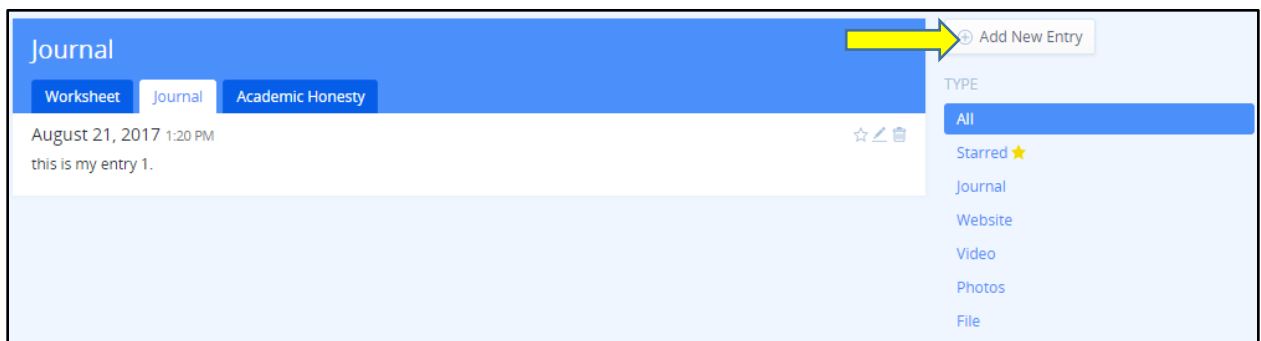 Journal
Worksheet Journal Academic Honesty
August 21, 2017 1:20 PM
this is my entry 1.
Add New Entry
TYPE
All
Starred
Journal
Website
Video
Photos
File